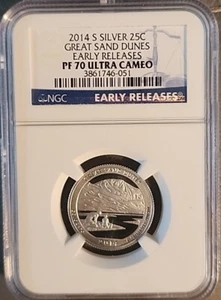 2014 S SILVER 25C
GREAT SAND DUNES
EARLY RELEASES
PF 70 ULTRA CAMEO
3861746-051
NGC
EARLY RELEASES